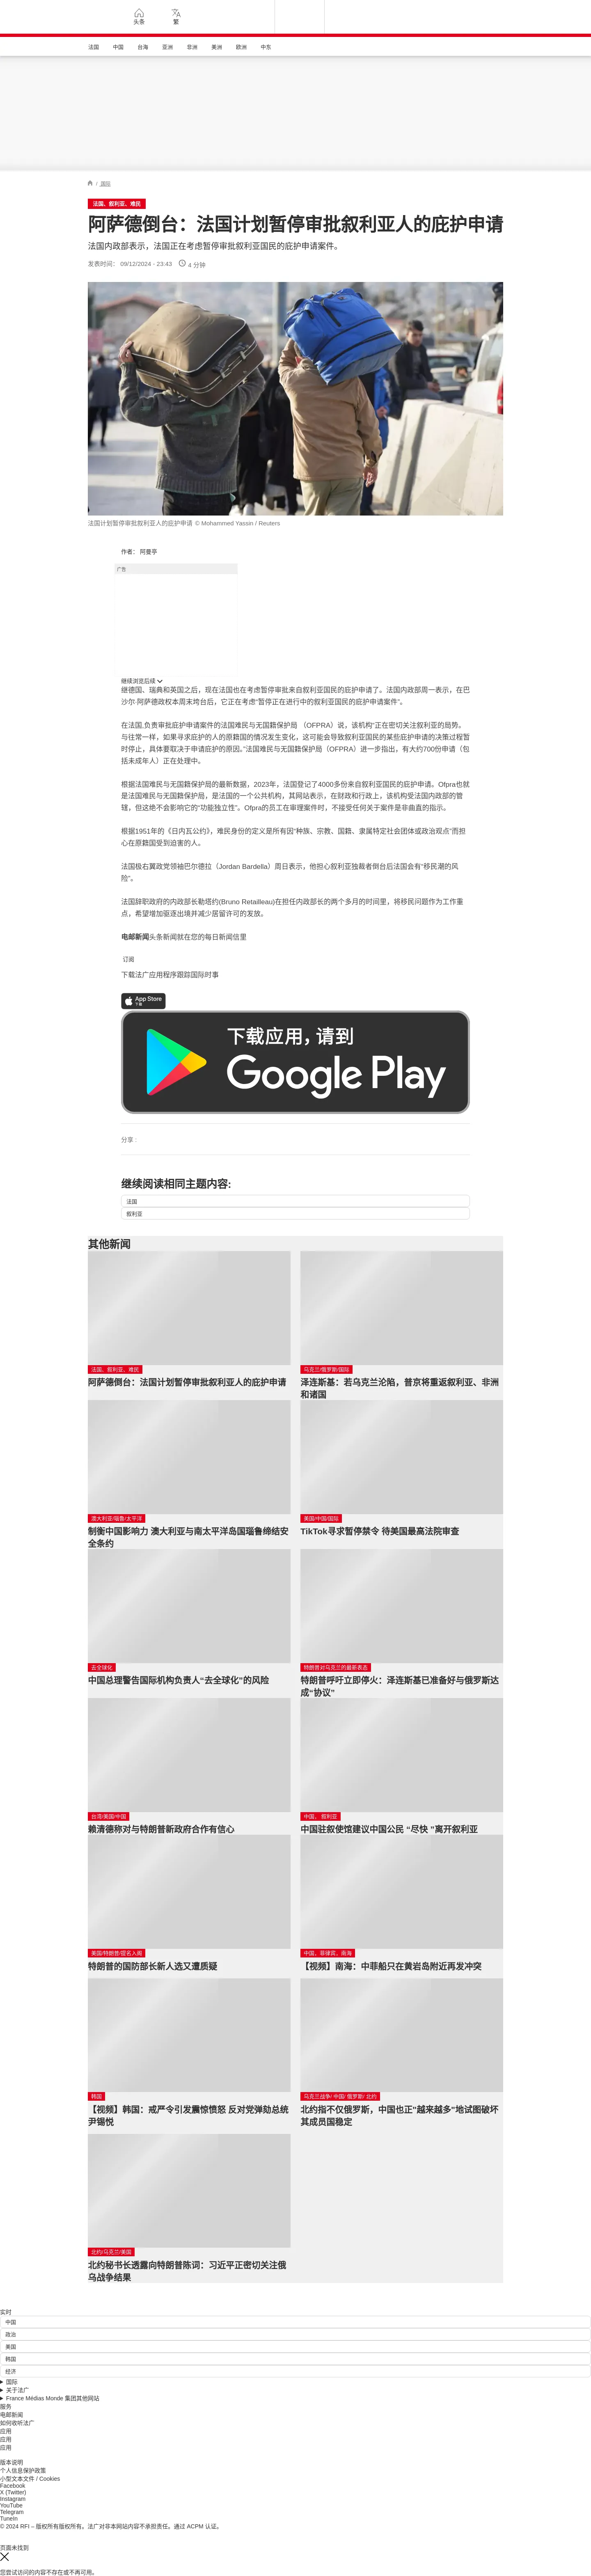 头条
繁
法国 中国 台海 亚洲 非洲 美洲 欧洲 中东
/ 国际
法国、叙利亚、难民
阿萨德倒台：法国计划暂停审批叙利亚人的庇护申请
法国内政部表示，法国正在考虑暂停审批叙利亚国民的庇护申请案件。
发表时间： 09/12/2024 - 23:43 4 分钟
法国计划暂停审批叙利亚人的庇护申请 © Mohammed Yassin / Reuters
作者： 阿曼亭
广告
继续浏览后续
继德国、瑞典和英国之后，现在法国也在考虑暂停审批来自叙利亚国民的庇护申请了。法国内政部周一表示，在巴
沙尔·阿萨德政权本周末垮台后，它正在考虑“暂停正在进行中的叙利亚国民的庇护申请案件”。
在法国,负责审批庇护申请案件的法国难民与无国籍保护局 （OFPRA）说，该机构“正在密切关注叙利亚的局势。
与往常一样，如果寻求庇护的人的原籍国的情况发生变化，这可能会导致叙利亚国民的某些庇护申请的决策过程暂
时停止，具体要取决于申请庇护的原因。”法国难民与无国籍保护局（OFPRA）进一步指出，有大约700份申请（包
括未成年人）正在处理中。
根据法国难民与无国籍保护局的最新数据，2023年，法国登记了4000多份来自叙利亚国民的庇护申请。Ofpra也就
是法国难民与无国籍保护局，是法国的一个公共机构，其网站表示，在财政和行政上，该机构受法国内政部的管
辖，但这绝不会影响它的“功能独立性”。Ofpra的员工在审理案件时，不接受任何关于案件是非曲直的指示。
根据1951年的《日内瓦公约》，难民身份的定义是所有因“种族、宗教、国籍、隶属特定社会团体或政治观点”而担
心在原籍国受到迫害的人。
法国极右翼政党领袖巴尔德拉（Jordan Bardella）周日表示，他担心叙利亚独裁者倒台后法国会有“移民潮的风
险”。
法国辞职政府的内政部长勒塔约(Bruno Retailleau)在担任内政部长的两个多月的时间里，将移民问题作为工作重
点，希望增加驱逐出境并减少居留许可的发放。
电邮新闻头条新闻就在您的每日新闻信里
订阅
下载法广应用程序跟踪国际时事
App Store
下载
下载应用，请到
Google Play
分享 :
继续阅读相同主题内容:
法国
叙利亚
其他新闻
法国、叙利亚、难民
阿萨德倒台：法国计划暂停审批叙利亚人的庇护申请
乌克兰/俄罗斯/国际
泽连斯基：若乌克兰沦陷，普京将重返叙利亚、非洲
和诸国
澳大利亚/瑙鲁/太平洋
制衡中国影响力 澳大利亚与南太平洋岛国瑙鲁缔结安
全条约
美国/中国/国际
TikTok寻求暂停禁令 待美国最高法院审查
去全球化
中国总理警告国际机构负责人“去全球化”的风险
特朗普对乌克兰的最新表态
特朗普呼吁立即停火：泽连斯基已准备好与俄罗斯达
成“协议”
台湾/美国/中国
赖清德称对与特朗普新政府合作有信心
中国， 叙利亚
中国驻叙使馆建议中国公民 “尽快 ”离开叙利亚
美国/特朗普/提名人阁
特朗普的国防部长新人选又遭质疑
中国，菲律宾，南海
【视频】南海：中菲船只在黄岩岛附近再发冲突
韩国
【视频】韩国：戒严令引发震惊愤怒 反对党弹劾总统
尹锡悦
乌克兰战争/ 中国/ 俄罗斯/ 北约
北约指不仅俄罗斯，中国也正"越来越多"地试图破坏
其成员国稳定
北约/乌克兰/美国
北约秘书长透露向特朗普陈词：习近平正密切关注俄
乌战争结果
实时
中国
政治
美国
韩国
经济
国际
关于法广
France Médias Monde 集团其他网站
服务
电邮新闻
如何收听法广
应用
应用
应用
版本说明
个人信息保护政策
小型文本文件 / Cookies
Facebook
X (Twitter)
Instagram
YouTube
Telegram
TuneIn
© 2024 RFI – 版权所有版权所有。法广对非本网站内容不承担责任。通过 ACPM 认证。
页面未找到
您尝试访问的内容不存在或不再可用。